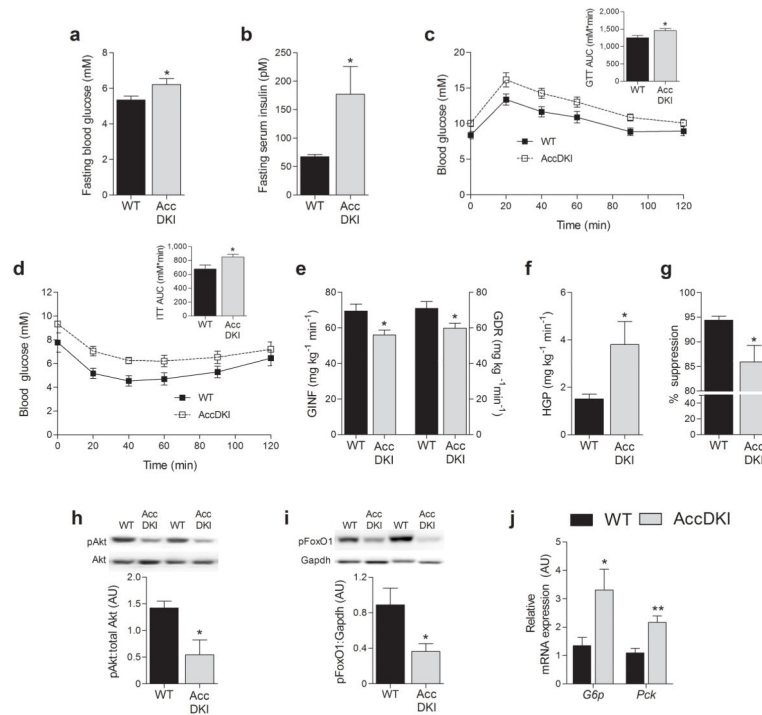 a
Fasting blood glucose (mM)
8
6
4
2
0
*
WT
Acc
DKI
b
Fasting serum insulin (pM)
250
200
150
100
50
0
*
WT
Acc
DKI
c
Blood glucose (mM)
20
15
10
5
0
0 20 40 60 80 100 120
Time (min)
WT
AccDKI
GTT AUC (mM*min)
2,000
1,500
1,000
500
0
*
WT
Acc
DKI
d
Blood glucose (mM)
12
10
8
6
4
2
0
0 20 40 60 80 100 120
Time (min)
WT
AccDKI
ITT AUC (mM*min)
1,000
800
600
400
200
0
*
WT
Acc
DKI
e
GINF (mg kg-1 min-1)
80
60
40
20
0
*
*
WT
Acc
DKI
WT
Acc
DKI
80
60
40
20
0
GDR (mg kg-1min-1)
f
HGP (mg kg-1 min-1)
6
4
2
0
*
WT
Acc
DKI
g
% suppression
100
95
90
85
80
40
20
0
*
WT
Acc
DKI
h
WT
Acc
DKI
WT
Acc
DKI
pAkt
Akt
pAkt:total Akt (AU)
2.0
1.5
1.0
0.5
0
*
WT
Acc
DKI
i
WT
Acc
DKI
WT
Acc
DKI
pFoxO1
Gapdh
pFoxO1:Gapdh (AU)
1.2
0.8
0.4
0
*
WT
Acc
DKI
j
WT
AccDKI
Relative
mRNA expression (AU)
5
4
3
2
1
0
*
**
G6p
Pck